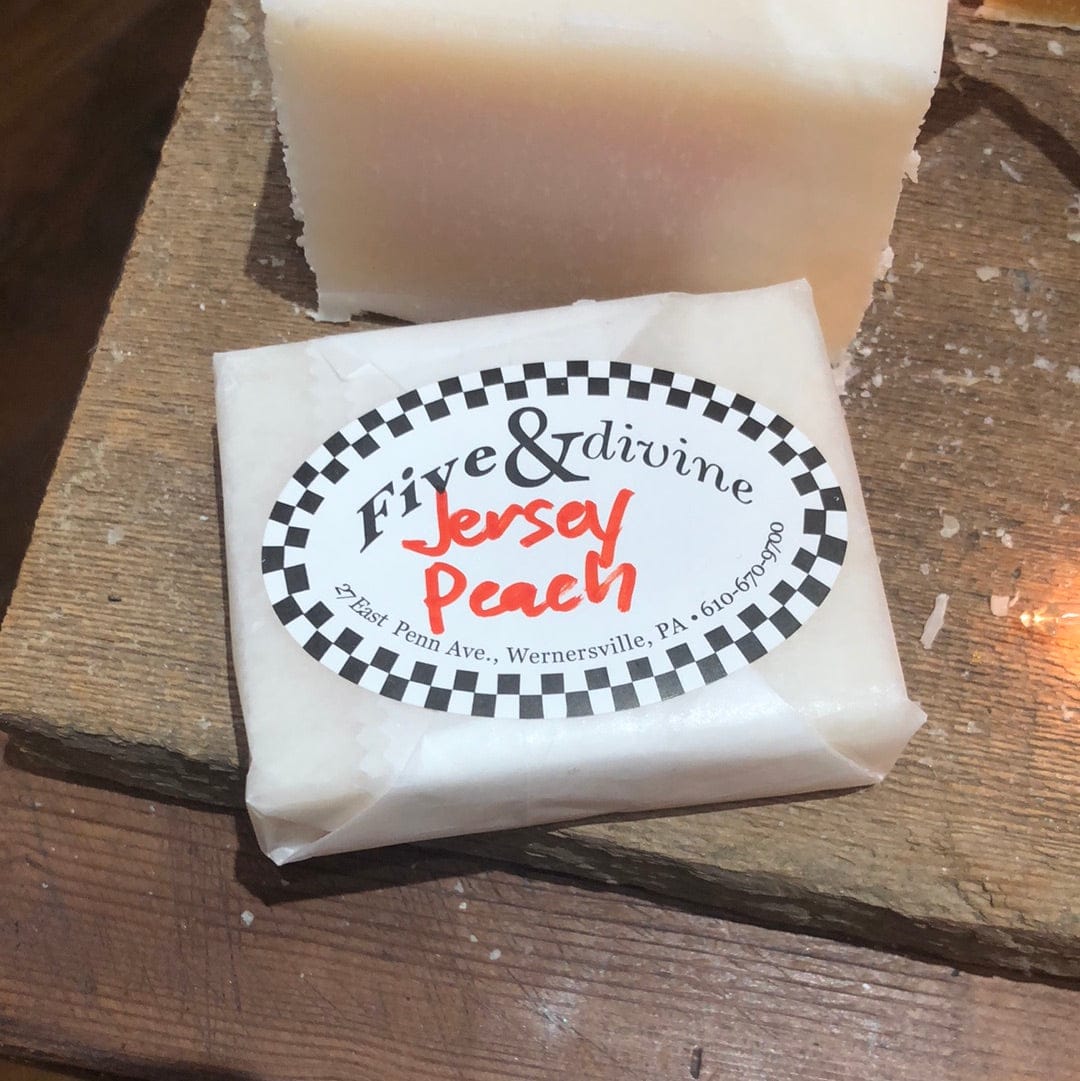 Five & divine
Jersey
Peach
27 East Penn Ave., Wernersville, PA • 610-670-9700